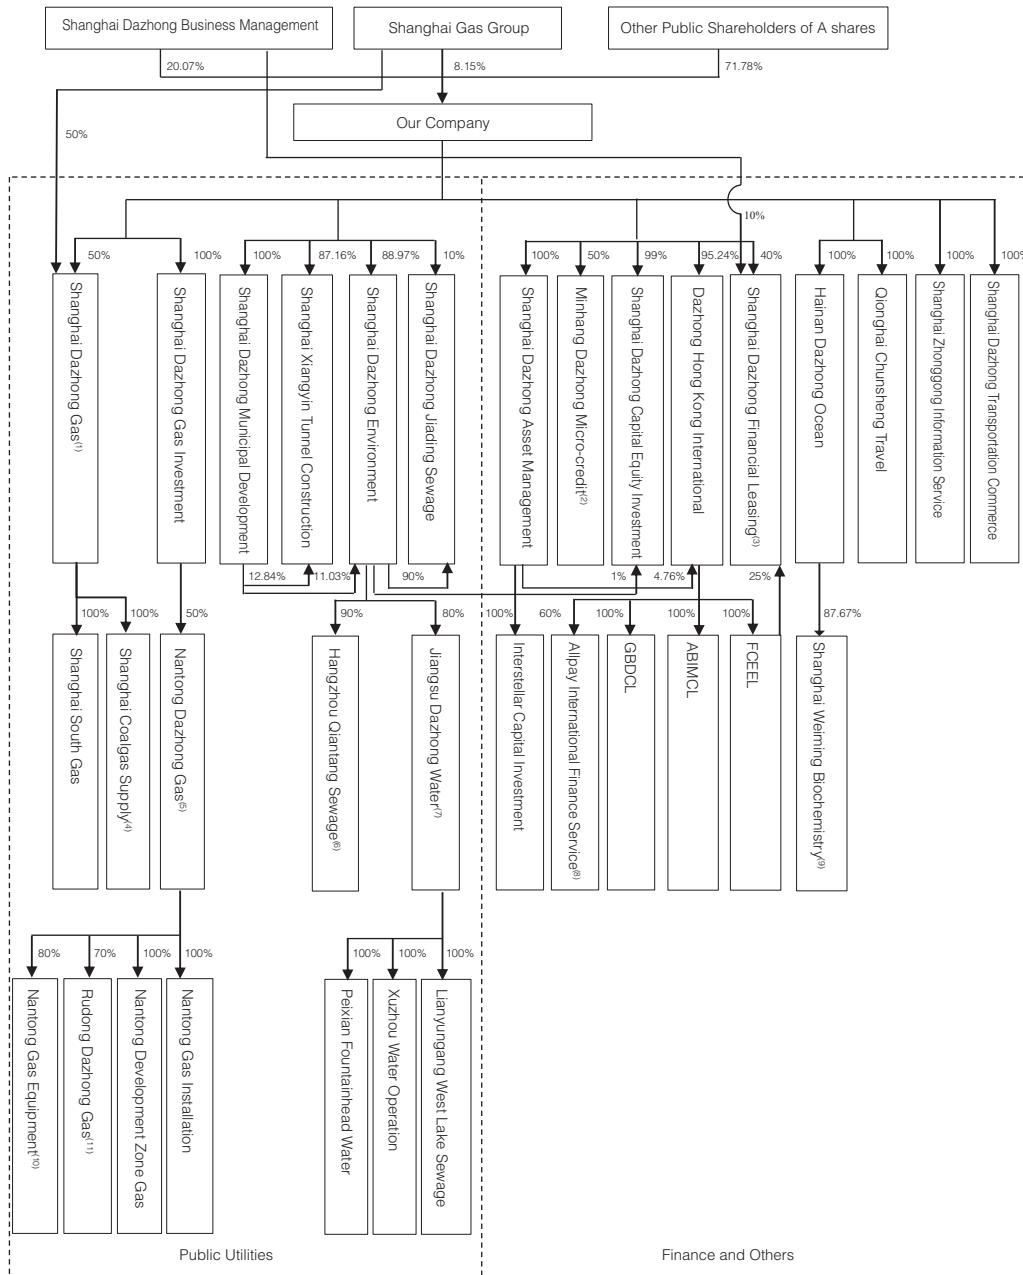 Shanghai Dazhong Business Management
Shanghai Gas Group
Other Public Shareholders of A shares
20.07%
8.15%
71.78%
Our Company
50%
10%
50%
100%
100%
87.16%
88.97%
10%
100%
50%
99%
95.24%
40%
100%
100%
100%
100%
Shanghai Dazhong Gas(1)
Shanghai Dazhong Gas Investment
Shanghai Dazhong Municipal Development
Shanghai Xiangyin Tunnel Construction
Shanghai Dazhong Environment
Shanghai Dazhong Jiading Sewage
Shanghai Dazhong Asset Management
Minhang Dazhong Micro-credit(2)
Shanghai Dazhong Capital Equity Investment
Dazhong Hong Kong International
Shanghai Dazhong Financial Leasing(3)
Hainan Dazhong Ocean
Qionghai Chunsheng Travel
Shanghai Zhonggong Information Service
Shanghai Dazhong Transportation Commerce
12.84%
11.03%
90%
1%
4.76%
25%
100%
100%
50%
90%
80%
100%
60%
100%
100%
100%
87.67%
Shanghai South Gas
Shanghai Coalgas Supply(4)
Nantong Dazhong Gas(5)
Hangzhou Qiantang Sewage(6)
Jiangsu Dazhong Water(7)
Interstellar Capital Investment
Allpay International Finance Service(8)
GBDCL
ABIMCL
FCEEL
Shanghai Weiming Biochemistry(9)
80%
70%
100%
100%
100%
100%
100%
Nantong Gas Equipment(10)
Rudong Dazhong Gas(11)
Nantong Development Zone Gas
Nantong Gas Installation
Peixian Fountainhead Water
Xuzhou Water Operation
Lianyungang West Lake Sewage
Public Utilities
Finance and Others